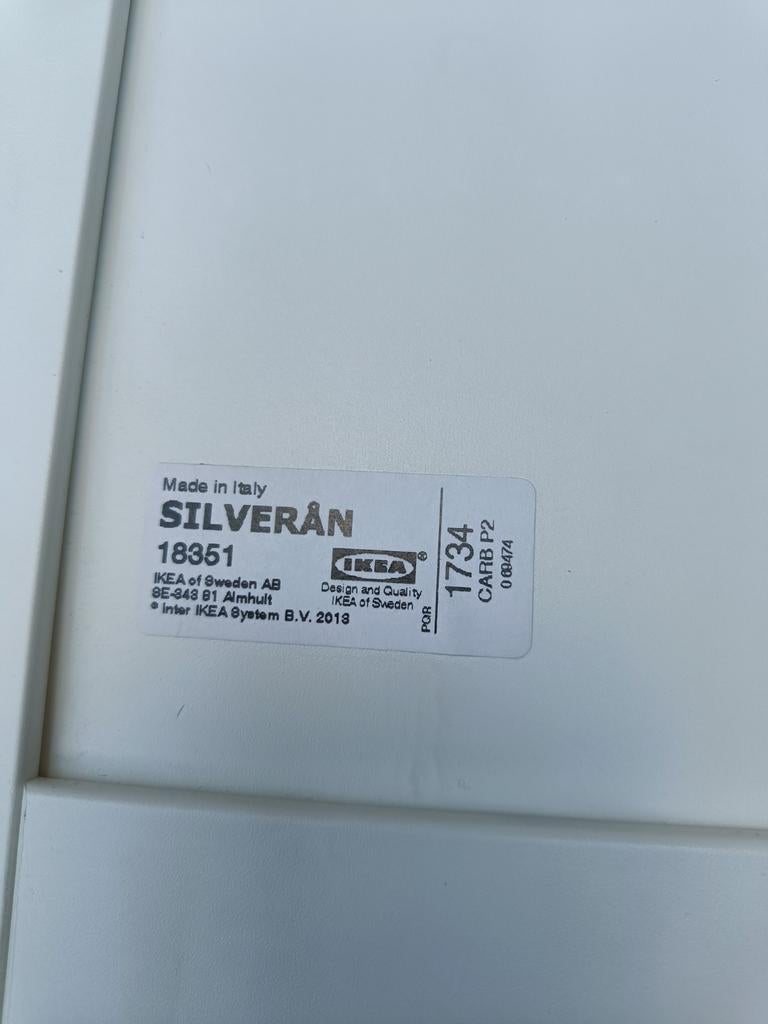 Made in Italy
SILVERÅN
18351
IKEA of Sweden AB
SE-343 81 Almhult
® Inter IKEA System B.V. 2013
IKEA®
Design and Quality
IKEA of Sweden
PQR
1734
CARB P2
0 69474